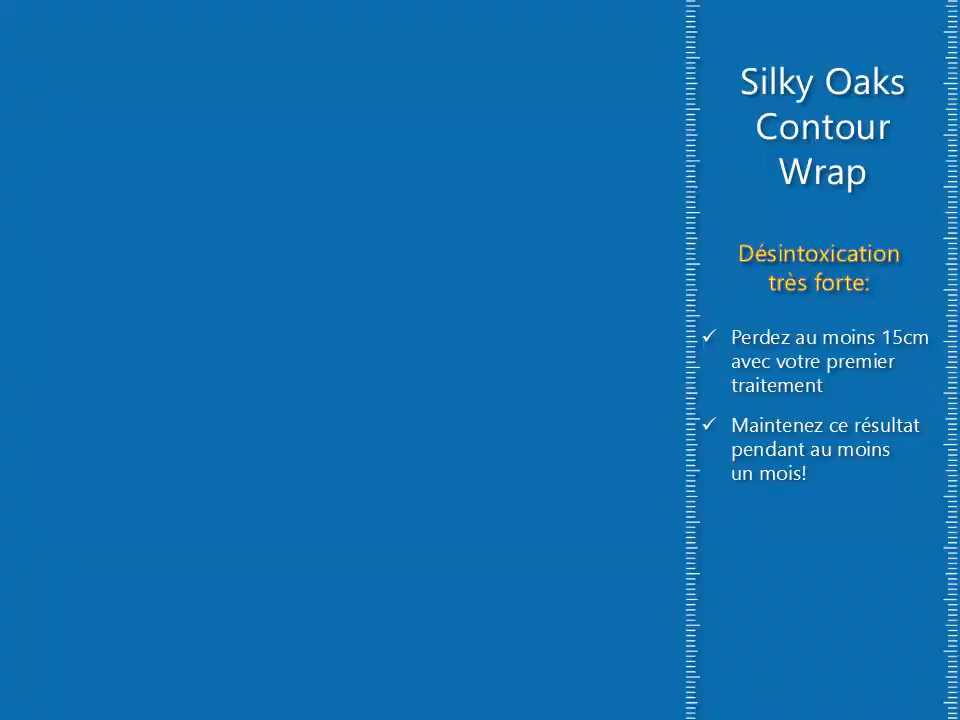 Silky Oaks
Contour
Wrap
Désintoxication
très forte:
✓ Perdez au moins 15cm
avec votre premier
traitement
✓ Maintenez ce résultat
pendant au moins
un mois!